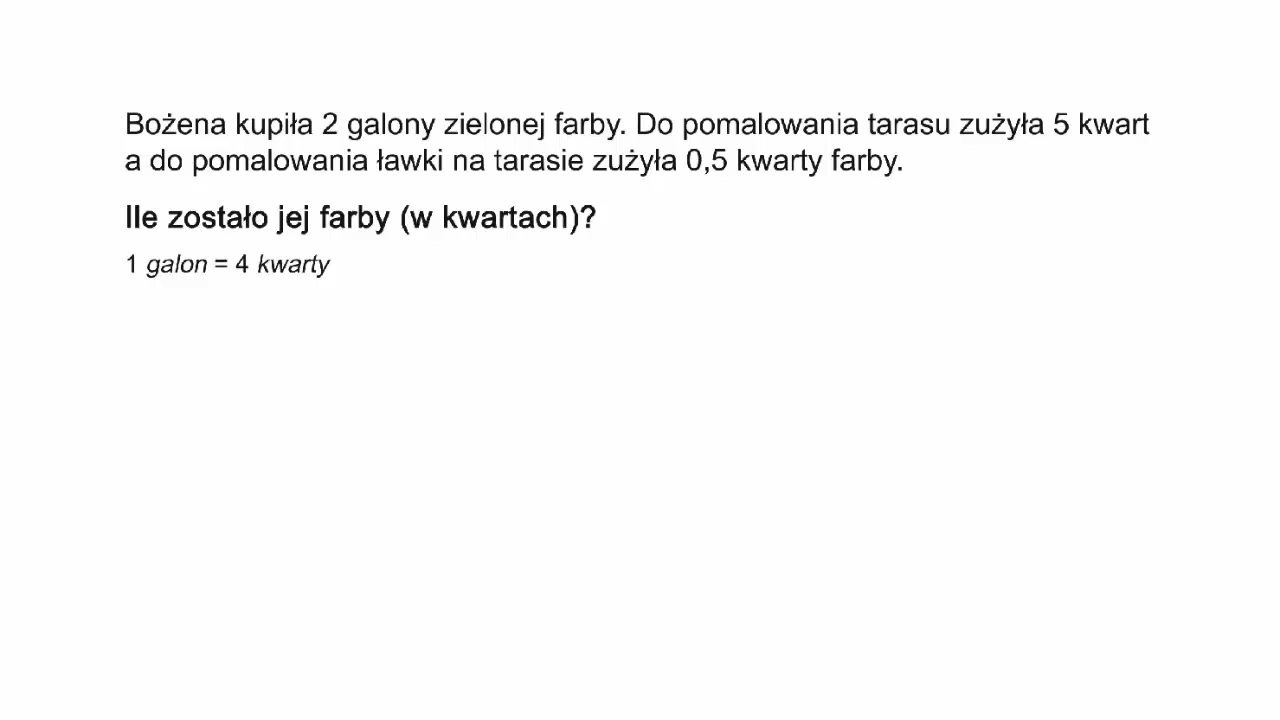 Bożena kupiła 2 galony zielonej farby. Do pomalowania tarasu zużyła 5 kwart
a do pomalowania ławki na tarasie zużyła 0,5 kwarty farby.
Ile zostało jej farby (w kwartach)?
1 galon = 4 kwarty